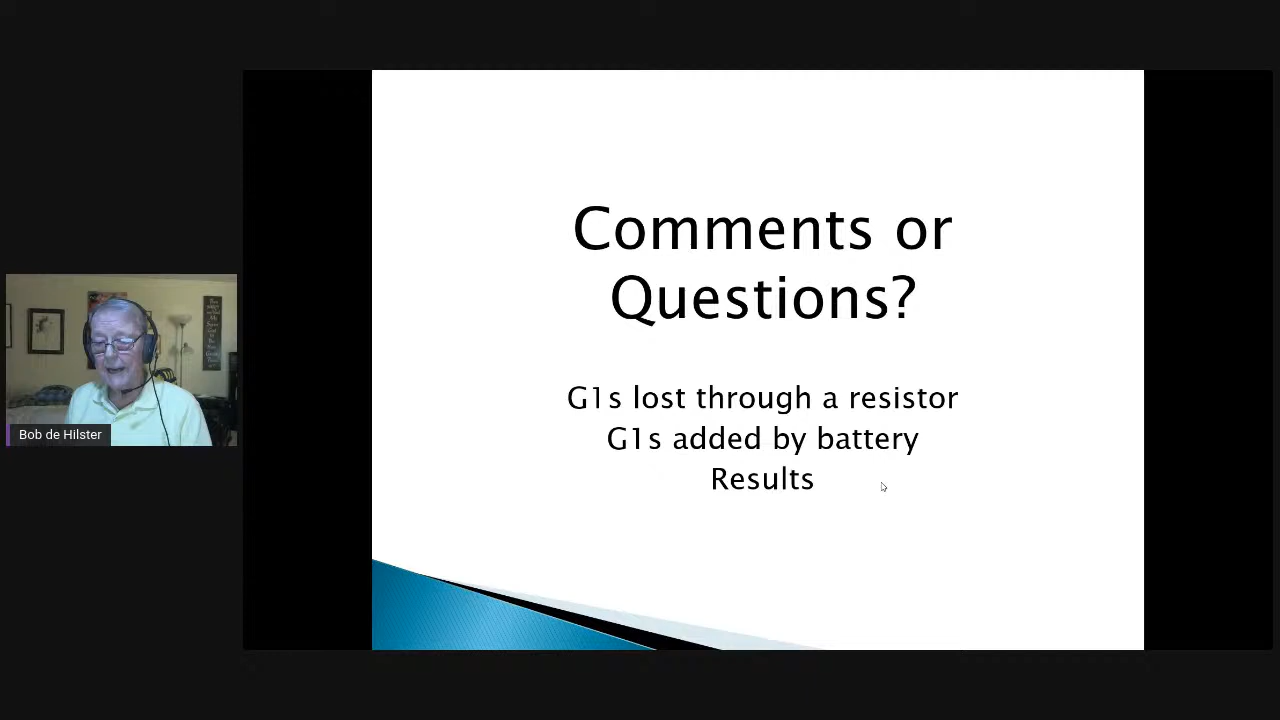 Comments or
Questions?
G1s lost through a resistor
G1s added by battery
Results
Bob de Hilster